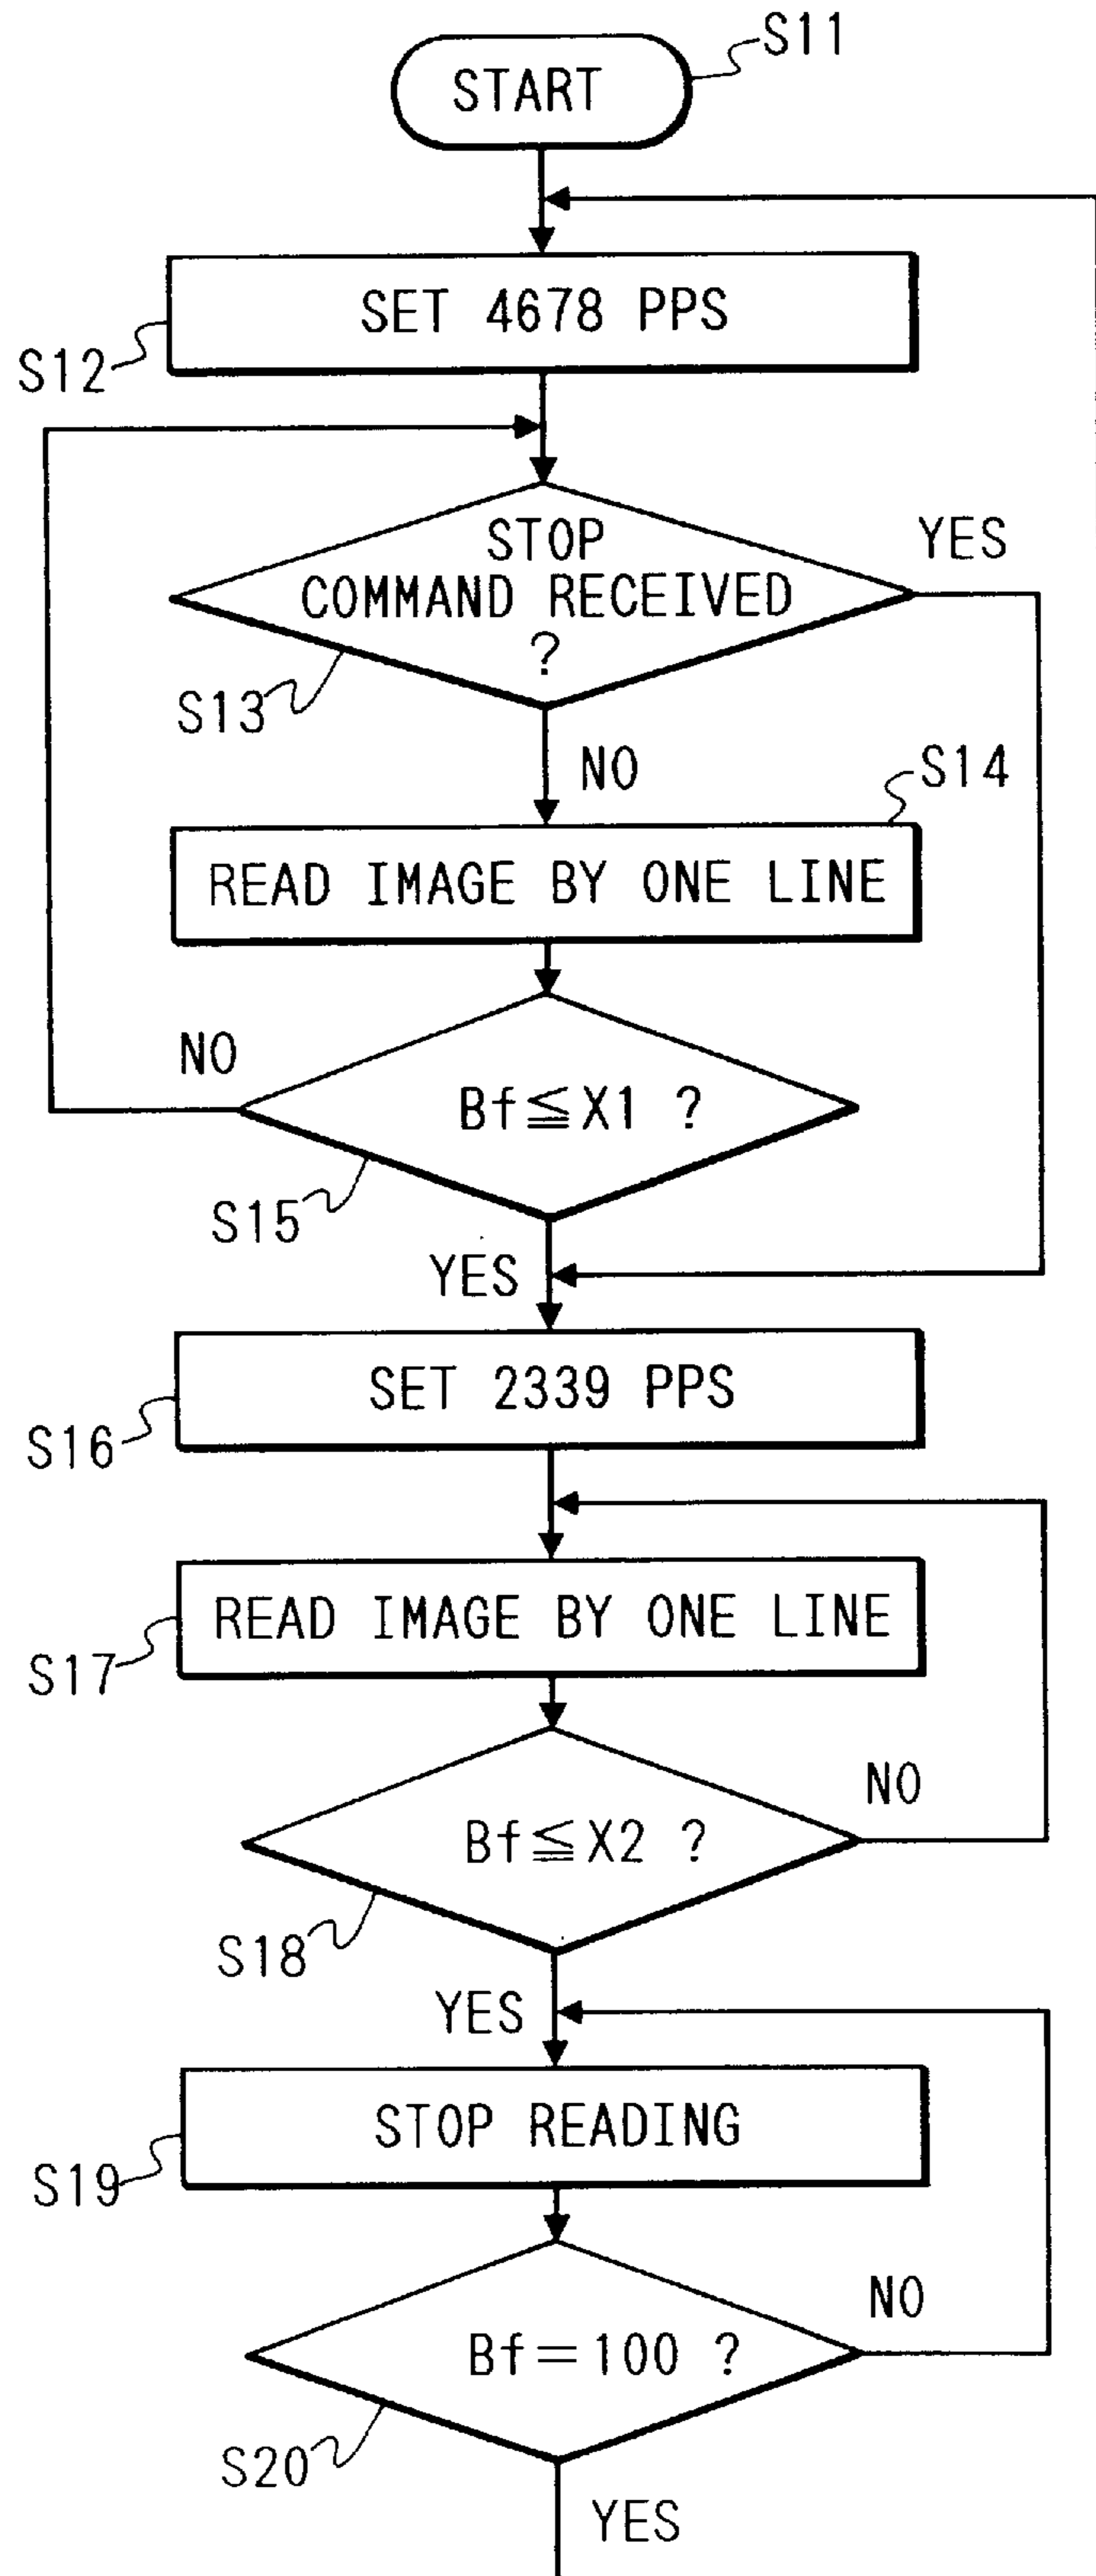 START
S11
SET 4678 PPS
S12
STOP
COMMAND RECEIVED
?
YES
S13
NO
S14
READ IMAGE BY ONE LINE
NO
Bf≦X1 ?
S15
YES
SET 2339 PPS
S16
READ IMAGE BY ONE LINE
S17
NO
Bf≦X2 ?
S18
YES
STOP READING
S19
NO
Bf=100 ?
S20
YES